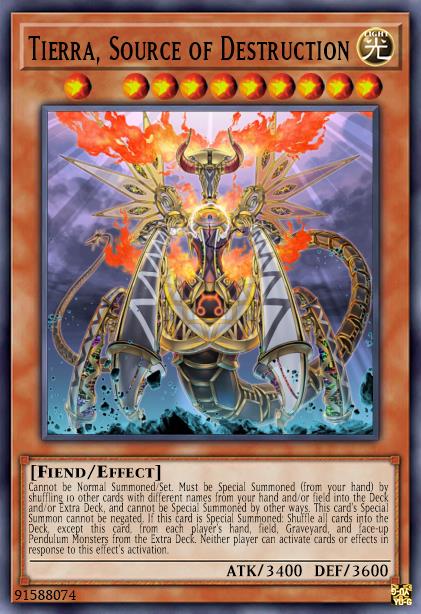 Tierra, Source of Destruction
LIGHT
光
[Fiend/Effect]
Cannot be Normal Summoned/Set. Must be Special Summoned (from your hand) by
shuffling 10 other cards with different names from your hand and/or field into the Deck
and/or Extra Deck, and cannot be Special Summoned by other ways. This card's Special
Summon cannot be negated. If this card is Special Summoned: Shuffle all cards into the
Deck, except this card, from each player's hand, field, Graveyard, and face-up
Pendulum Monsters from the Extra Deck. Neither player can activate cards or effects in
response to this effect's activation.
ATK/3400 DEF/3600
91588074